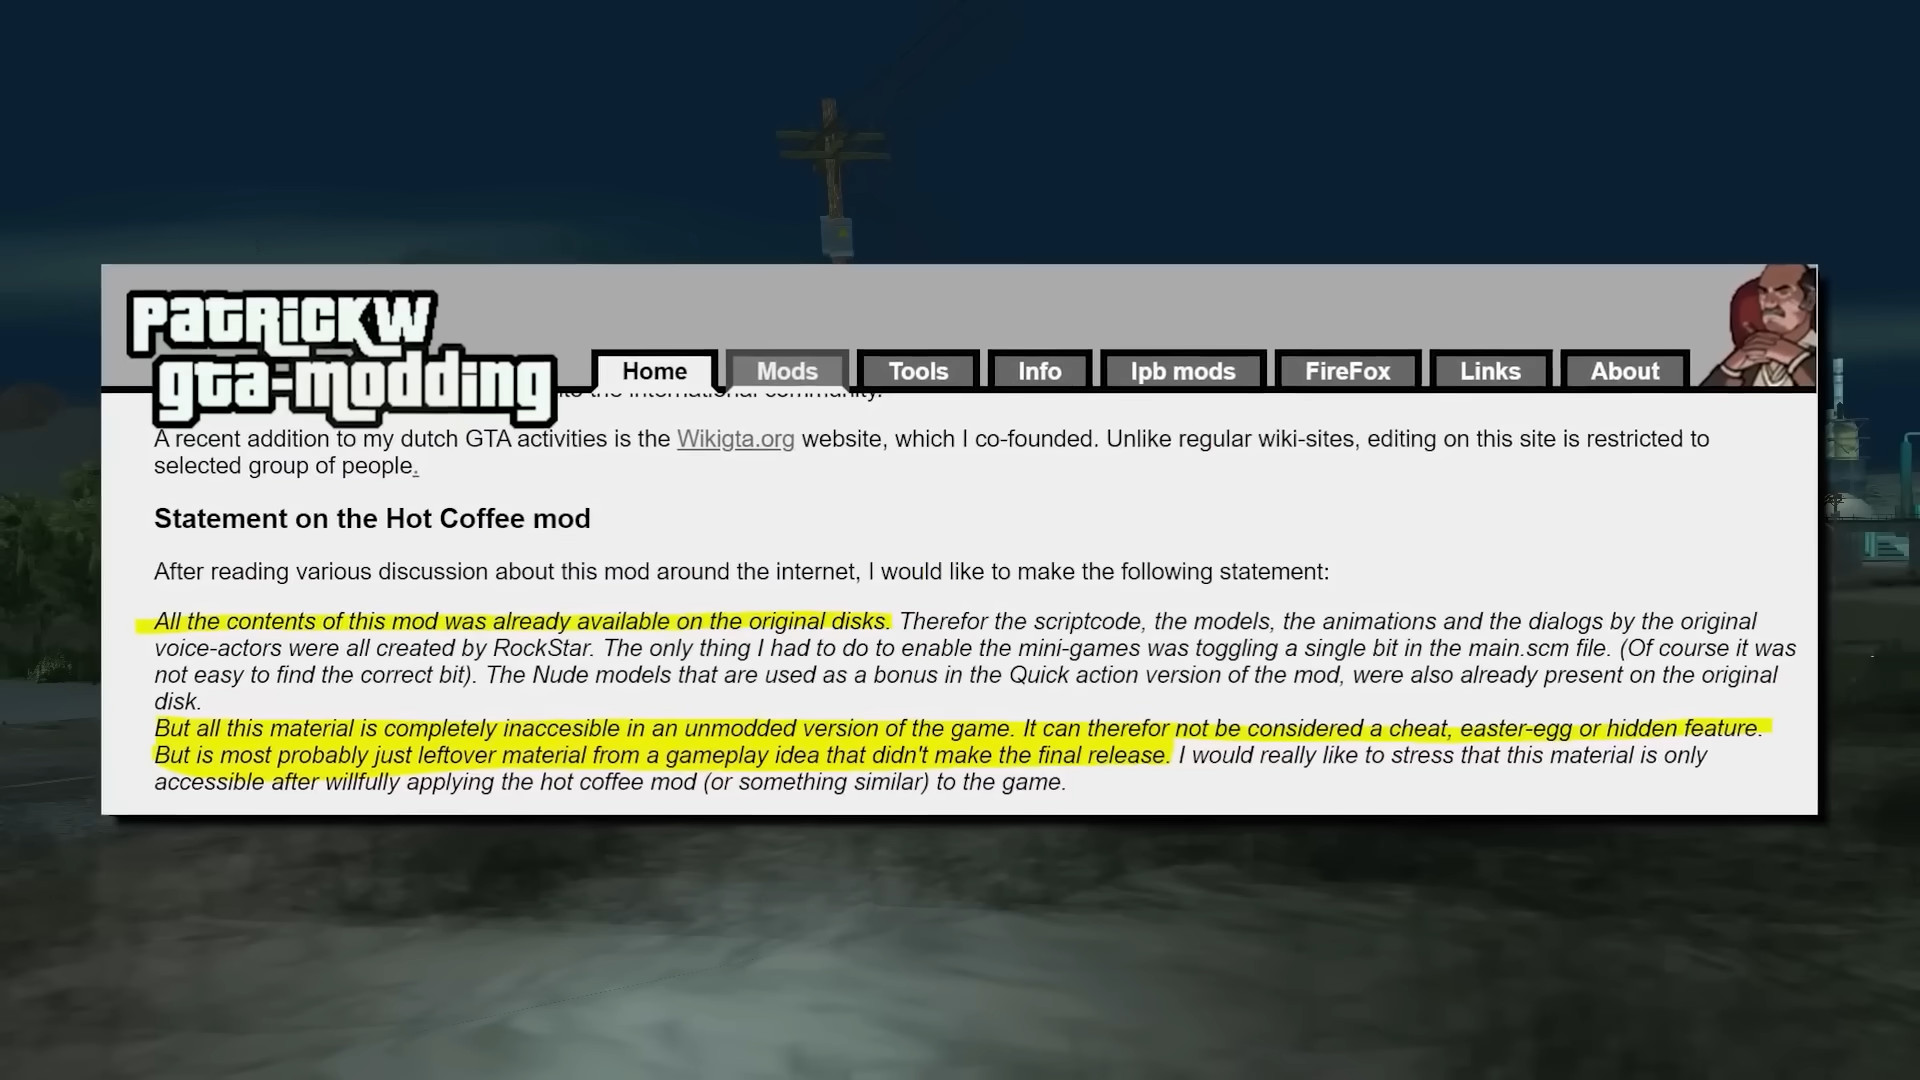 PatRickW
gta-modding
Home
Mods
Tools
Info
Ipb mods
FireFox
Links
About
to the international community.
A recent addition to my dutch GTA activities is the Wikigta.org website, which I co-founded. Unlike regular wiki-sites, editing on this site is restricted to
selected group of people.
Statement on the Hot Coffee mod
After reading various discussion about this mod around the internet, I would like to make the following statement:
All the contents of this mod was already available on the original disks. Therefor the scriptcode, the models, the animations and the dialogs by the original
voice-actors were all created by RockStar. The only thing I had to do to enable the mini-games was toggling a single bit in the main.scm file. (Of course it was
not easy to find the correct bit). The Nude models that are used as a bonus in the Quick action version of the mod, were also already present on the original
disk.
But all this material is completely inaccesible in an unmodded version of the game. It can therefor not be considered a cheat, easter-egg or hidden feature.
But is most probably just leftover material from a gameplay idea that didn't make the final release. I would really like to stress that this material is only
accessible after willfully applying the hot coffee mod (or something similar) to the game.